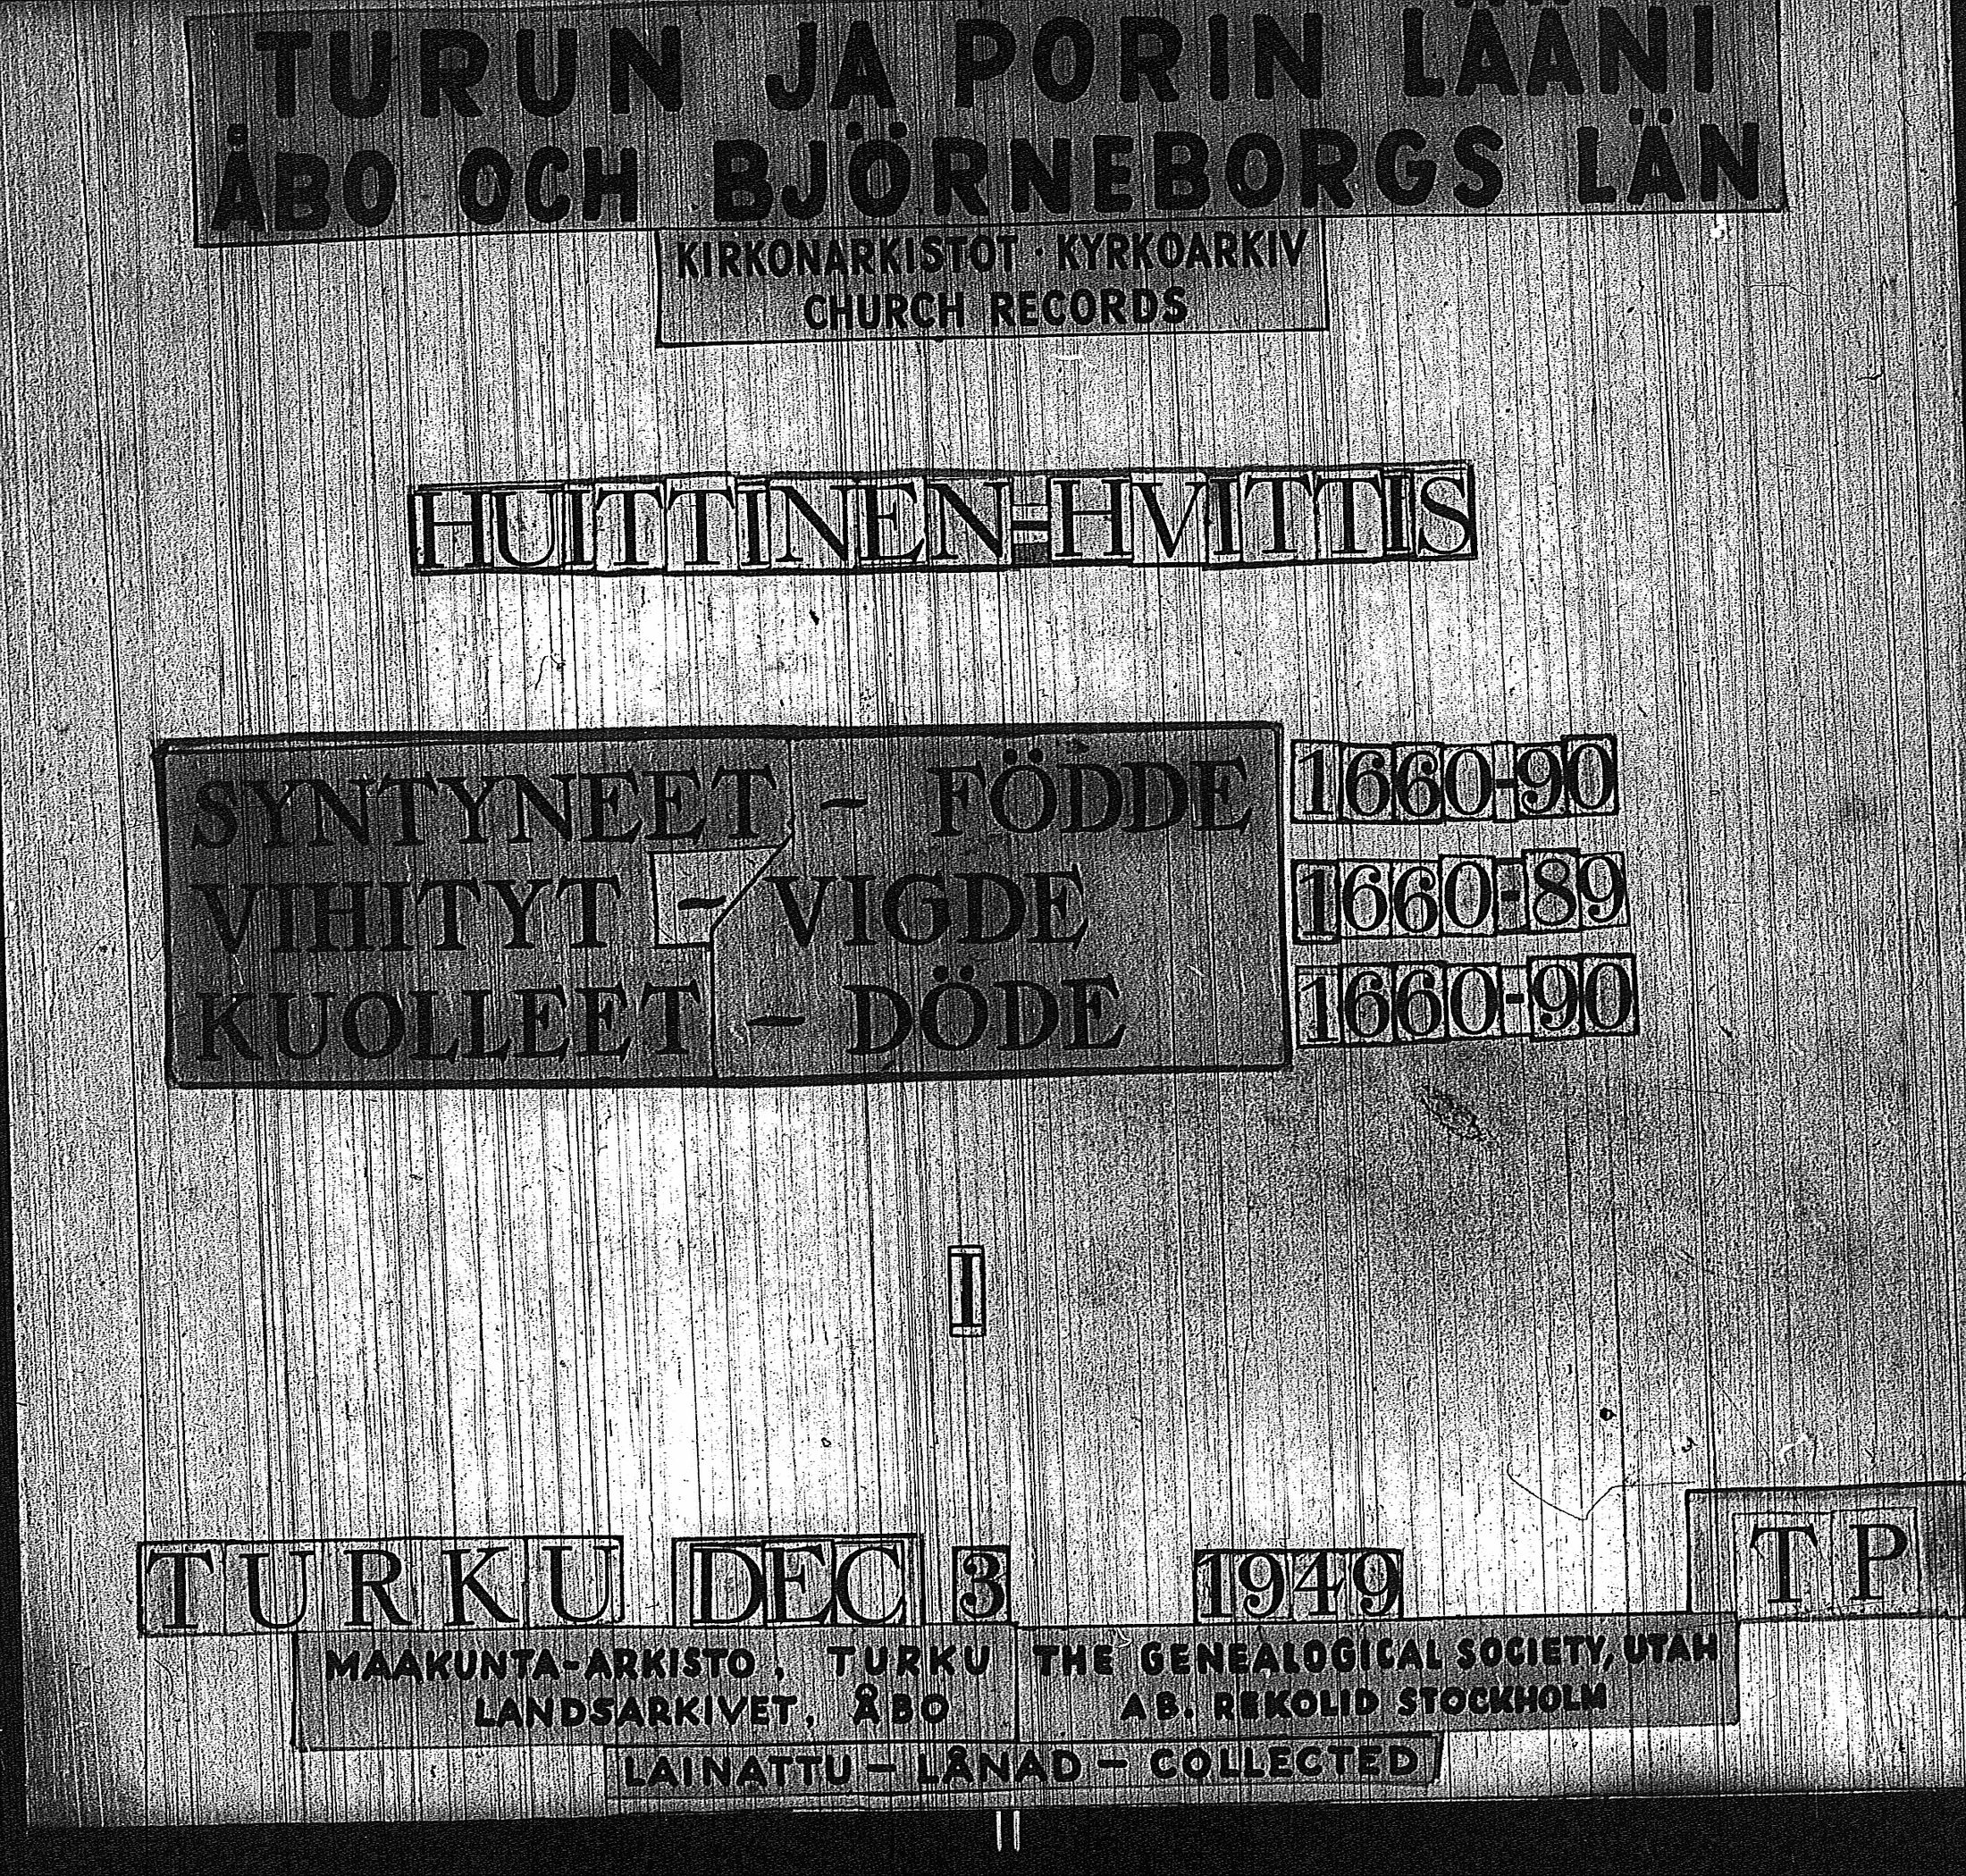 TURUN JA PORIN LÄÄNI
ÅBO OCH BJÖRNEBORGS LÄN
KIRKONARKISTOT · KYRKOARKIV
CHURCH RECORDS
HUITTINEN=HVITTIS
SYNTYNEET - FÖDDE 1660-90
VIHITYT - VIGDE 1660-89
KUOLLEET - DÖDE 1660-90
I
TURKU DEC 3 1949 TP
MAAKUNTA-ARKISTO, TURKU THE GENEALOGICAL SOCIETY, UTAH
LANDSARKIVET, ÅBO AB. REKOLID STOCKHOLM
LAINATTU - LÅNAD - COLLECTED